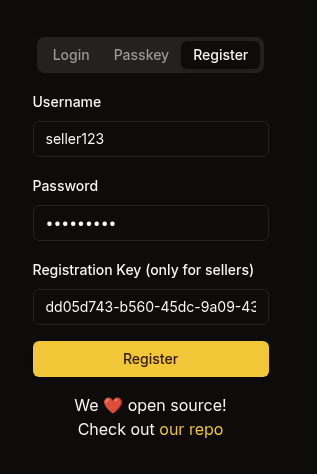 Login Passkey Register
Username
seller123
Password
•••••••••
Registration Key (only for sellers)
dd05d743-b560-45dc-9a09-43
Register
We ❤️ open source!
Check out our repo